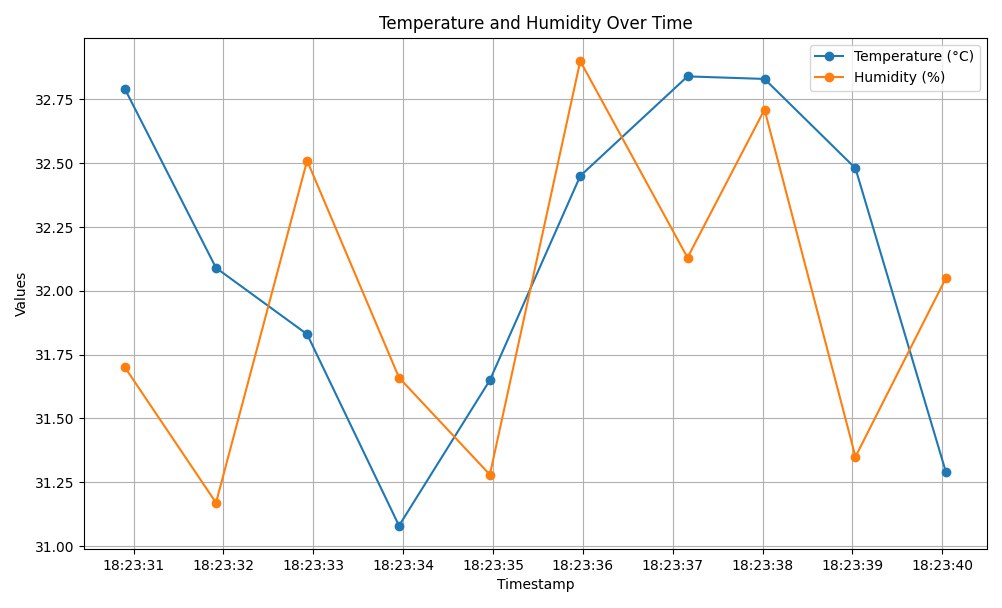 Temperature and Humidity Over Time
Temperature (°C)
Humidity (%)
Values
32.75
32.50
32.25
32.00
31.75
31.50
31.25
31.00
18:23:31 18:23:32 18:23:33 18:23:34 18:23:35 18:23:36 18:23:37 18:23:38 18:23:39 18:23:40
Timestamp